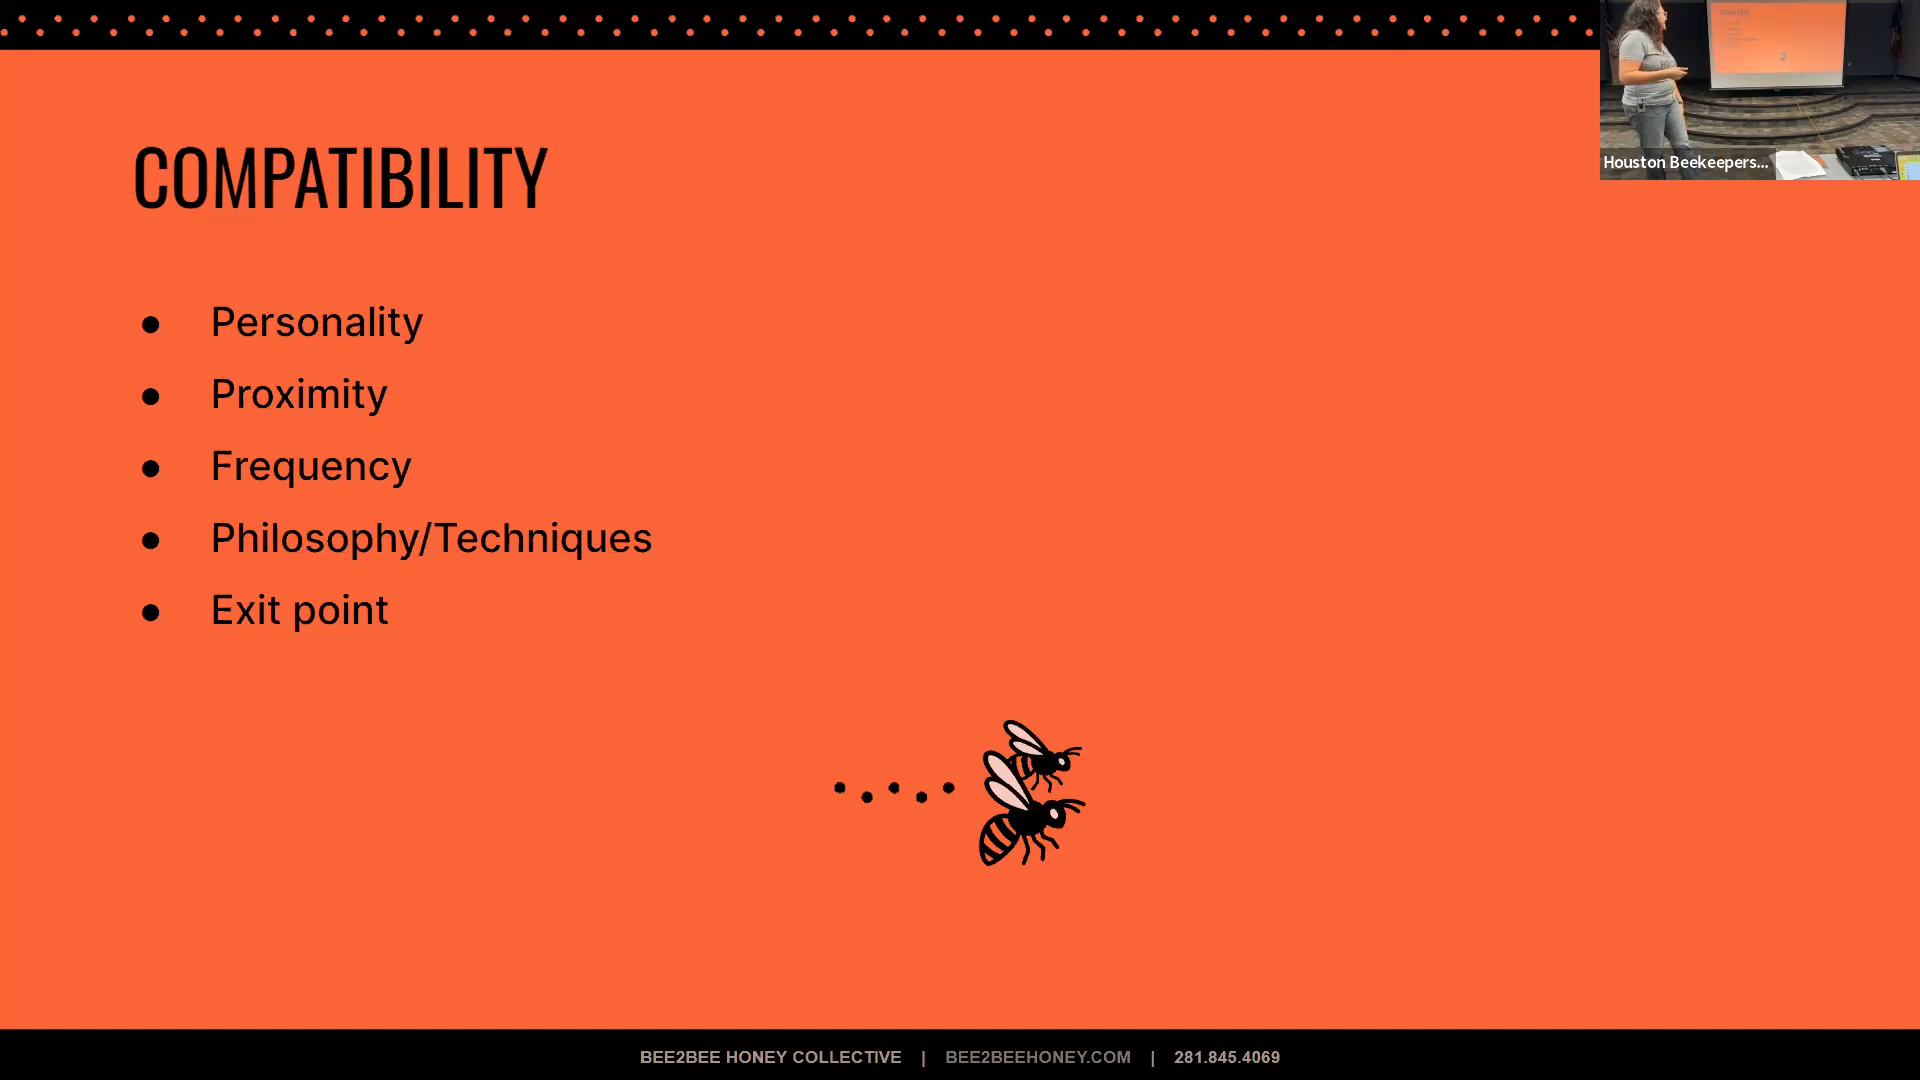 COMPATIBILITY
Houston Beekeepers...
● Personality
● Proximity
● Frequency
● Philosophy/Techniques
● Exit point
BEE2BEE HONEY COLLECTIVE | BEE2BEEHONEY.COM | 281.845.4069